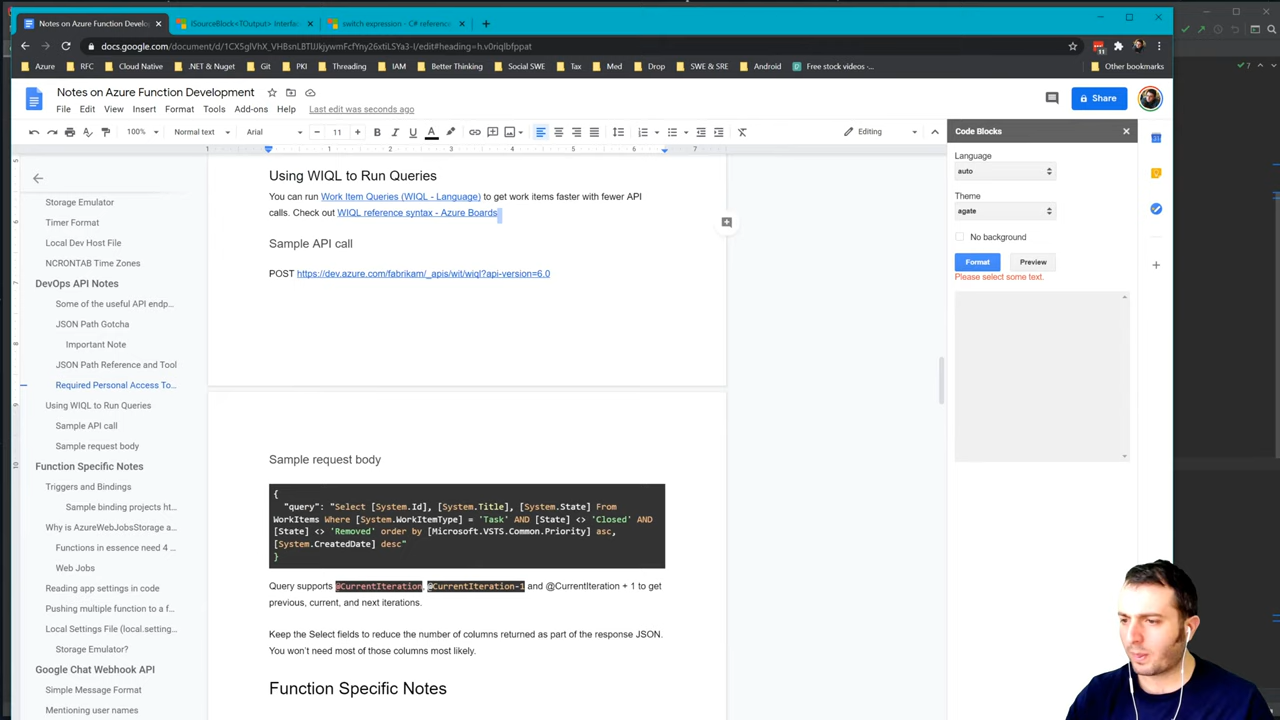 Notes on Azure Function Develo
ISourceBlock<TOutput> Interfa
switch expression - C# reference
docs.google.com/document/d/1CX5glVhX_VHBsnLBTlJJkjywmFcfYny26xtiLSYa3-I/edit#heading=h.v0riqlbfppat
11
Azure
RFC
Cloud Native
.NET & Nuget
Git
PKI
Threading
IAM
Better Thinking
Social SWE
Tax
Med
Drop
SWE & SRE
Android
Free stock videos - ...
Other bookmarks
7
Notes on Azure Function Development
File Edit View Insert Format Tools Add-ons Help Last edit was seconds ago
Share
100% Normal text Arial 11 B I U A Editing
1 1 2 3 4 5 6 7
Code Blocks
Language
auto
Theme
agate
No background
Format Preview
Please select some text.
Storage Emulator
Timer Format
Local Dev Host File
NCRONTAB Time Zones
DevOps API Notes
Some of the useful API endp...
JSON Path Gotcha
Important Note
JSON Path Reference and Tool
Required Personal Access To...
Using WIQL to Run Queries
Sample API call
Sample request body
Function Specific Notes
Triggers and Bindings
Sample binding projects ht...
Why is AzureWebJobsStorage a...
Functions in essence need 4 ...
Web Jobs
Reading app settings in code
Pushing multiple function to a f...
Local Settings File (local.setting...
Storage Emulator?
Google Chat Webhook API
Simple Message Format
Mentioning user names
Using WIQL to Run Queries
You can run Work Item Queries (WIQL - Language) to get work items faster with fewer API
calls. Check out WIQL reference syntax - Azure Boards
Sample API call
POST https://dev.azure.com/fabrikam/_apis/wit/wiql?api-version=6.0
Sample request body
{
"query": "Select [System.Id], [System.Title], [System.State] From
WorkItems Where [System.WorkItemType] = 'Task' AND [State] <> 'Closed' AND
[State] <> 'Removed' order by [Microsoft.VSTS.Common.Priority] asc,
[System.CreatedDate] desc"
}
Query supports @CurrentIteration @CurrentIteration-1 and @CurrentIteration + 1 to get
previous, current, and next iterations.
Keep the Select fields to reduce the number of columns returned as part of the response JSON.
You won't need most of those columns most likely.
Function Specific Notes